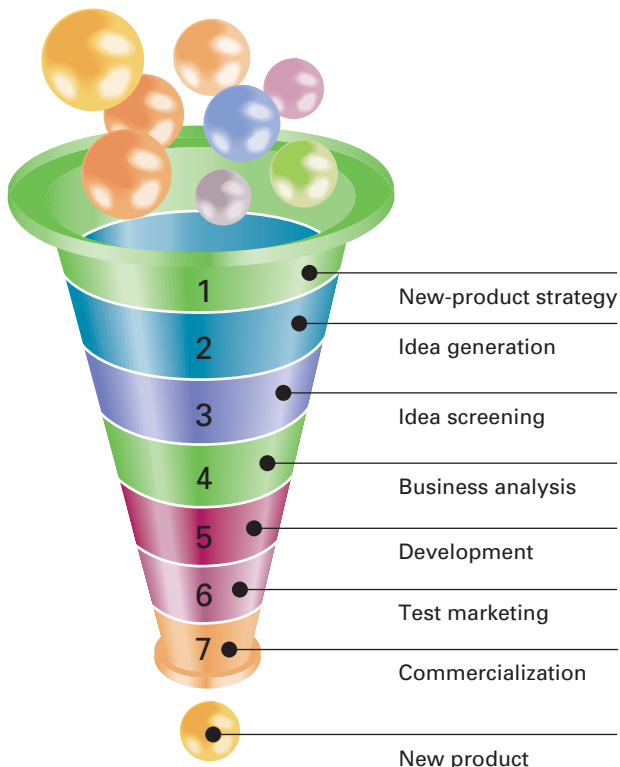 1
New-product strategy
2
Idea generation
3
Idea screening
4
Business analysis
5
Development
6
Test marketing
7
Commercialization
New product